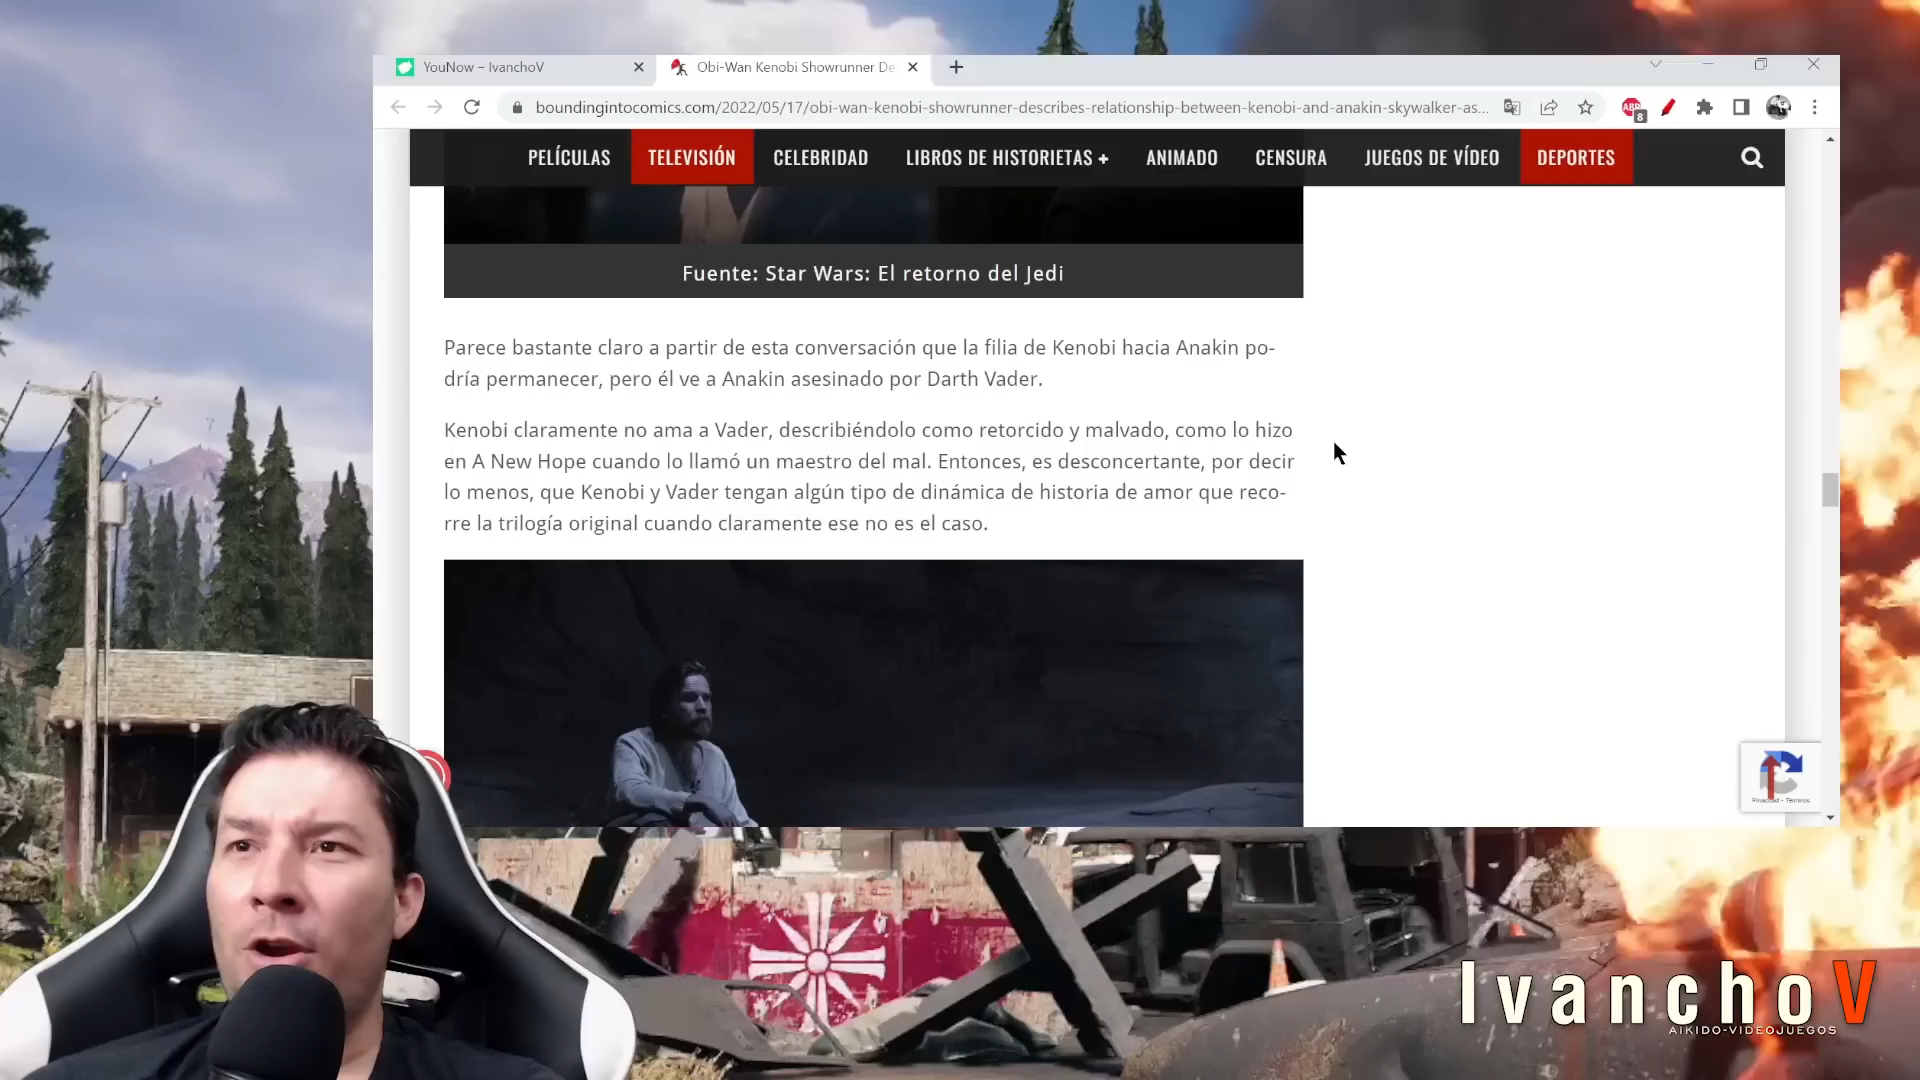 YouNow – IvanchoV
Obi-Wan Kenobi Showrunner De
boundingintocomics.com/2022/05/17/obi-wan-kenobi-showrunner-describes-relationship-between-kenobi-and-anakin-skywalker-as...
ABP
8
PELÍCULAS TELEVISIÓN CELEBRIDAD LIBROS DE HISTORIETAS + ANIMADO CENSURA JUEGOS DE VÍDEO DEPORTES
Fuente: Star Wars: El retorno del Jedi
Parece bastante claro a partir de esta conversación que la filia de Kenobi hacia Anakin po-
dría permanecer, pero él ve a Anakin asesinado por Darth Vader.
Kenobi claramente no ama a Vader, describiéndolo como retorcido y malvado, como lo hizo
en A New Hope cuando lo llamó un maestro del mal. Entonces, es desconcertante, por decir
lo menos, que Kenobi y Vader tengan algún tipo de dinámica de historia de amor que reco-
rre la trilogía original cuando claramente ese no es el caso.
Privacidad - Términos
IvanchoV
AIKIDO-VIDEOJUEGOS